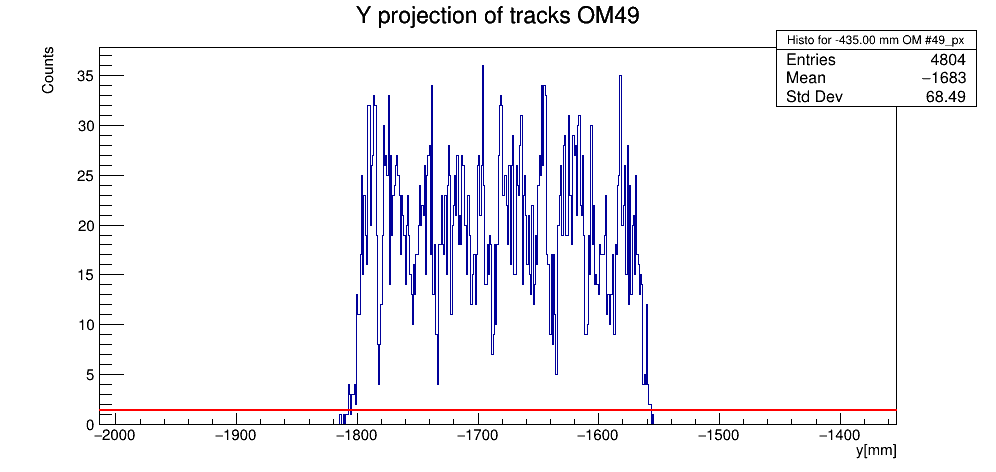 Y projection of tracks OM49
Histo for -435.00 mm OM #49_px
Entries 4804
Mean −1683
Std Dev 68.49
Counts
35
30
25
20
15
10
5
0
−2000 −1900 −1800 −1700 −1600 −1500 −1400
y[mm]